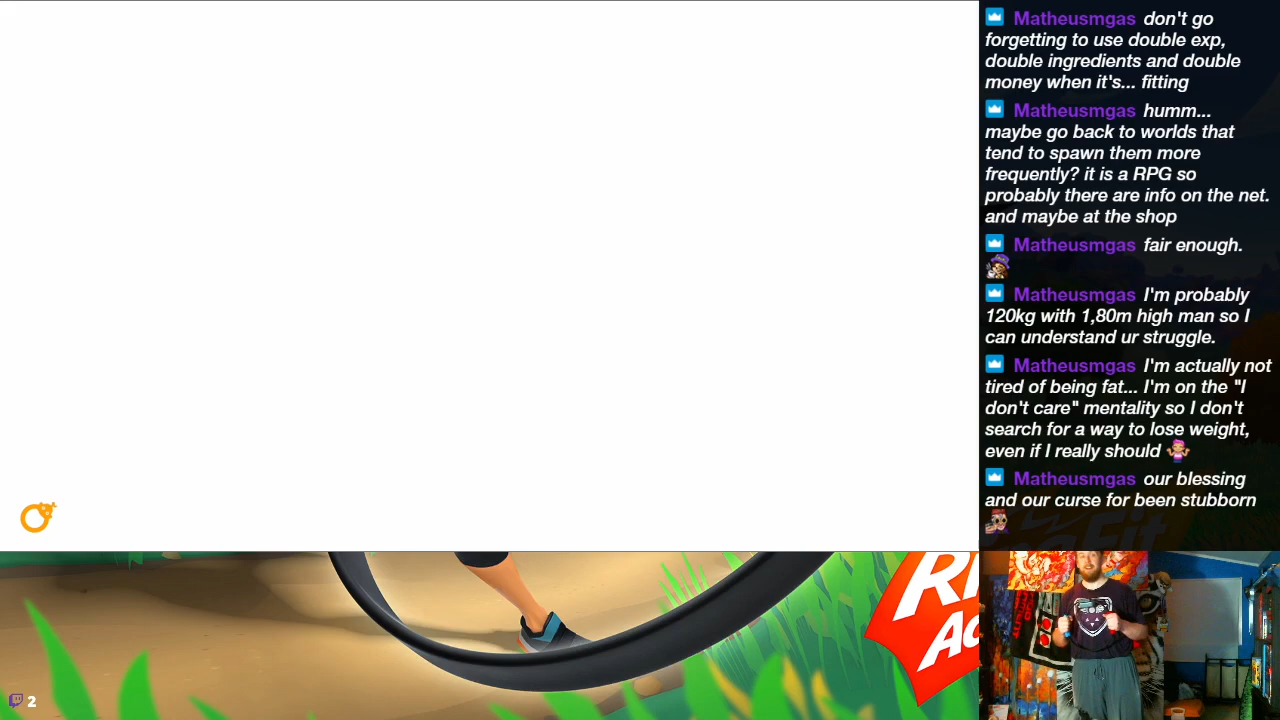 Matheusmgas don't go
forgetting to use double exp,
double ingredients and double
money when it's... fitting
Matheusmgas humm...
maybe go back to worlds that
tend to spawn them more
frequently? it is a RPG so
probably there are info on the net.
and maybe at the shop
Matheusmgas fair enough.
Matheusmgas I'm probably
120kg with 1,80m high man so I
can understand ur struggle.
Matheusmgas I'm actually not
tired of being fat... I'm on the "I
don't care" mentality so I don't
search for a way to lose weight,
even if I really should
Matheusmgas our blessing
and our curse for been stubborn
2